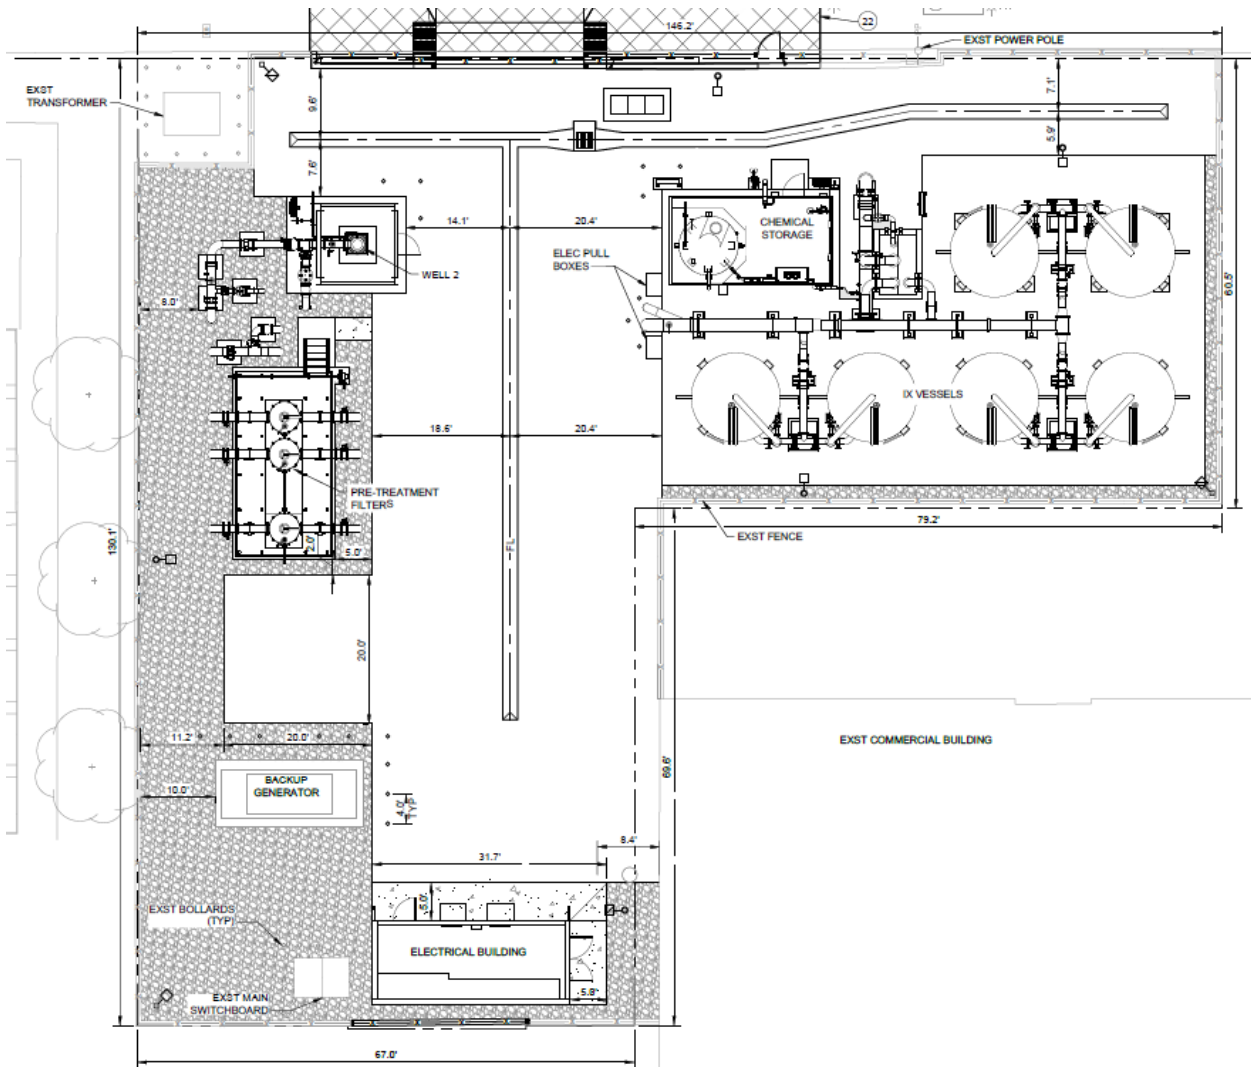 146.2'
22
EXST POWER POLE
EXST
TRANSFORMER
9.6'
7.1'
5.9'
7.6'
14.1'
20.4'
CHEMICAL
STORAGE
ELEC PULL
BOXES
WELL 2
8.0'
60.5'
IX VESSELS
18.6'
20.4'
PRE-TREATMENT
FILTERS
79.2'
EXST FENCE
130.1'
2.0'
5.0'
FL
20.0'
11.2'
20.0'
EXST COMMERCIAL BUILDING
69.6'
BACKUP
GENERATOR
10.0'
4.0'
TYP
8.4'
31.7'
5.0'
EXST BOLLARDS
(TYP)
ELECTRICAL BUILDING
EXST MAIN
SWITCHBOARD
67.0'